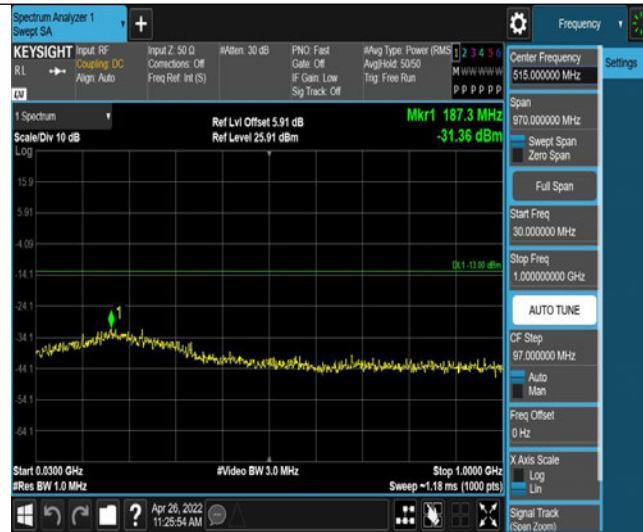 Spectrum Analyzer 1
Swept SA
+
Frequency
KEYSIGHT
RL
Input: RF
Coupling: DC
Align: Auto
Input Z: 50 Ω
Corrections: Off
Freq Ref: Int (S)
#Atten: 30 dB
PNO: Fast
Gate: Off
IF Gain: Low
Sig Track: Off
#Avg Type: Power (RMS
Avg|Hold: 50/50
Trig: Free Run
1 2 3 4 5 6
M W W W W W
P P P P P P
LXI
1 Spectrum
Scale/Div 10 dB
Log
Ref Lvl Offset 5.91 dB
Ref Level 25.91 dBm
Mkr1 187.3 MHz
-31.36 dBm
15.9
5.91
-4.09
-14.1
-24.1
-34.1
-44.1
-54.1
-64.1
DL1 -13.00 dBm
1
Start 0.0300 GHz
#Res BW 1.0 MHz
#Video BW 3.0 MHz
Stop 1.0000 GHz
Sweep ~1.18 ms (1000 pts)
Apr 26, 2022
11:25:54 AM
?
Center Frequency
515.000000 MHz
Settings
Span
970.000000 MHz
Swept Span
Zero Span
Full Span
Start Freq
30.000000 MHz
Stop Freq
1.000000000 GHz
AUTO TUNE
CF Step
97.000000 MHz
Auto
Man
Freq Offset
0 Hz
X Axis Scale
Log
Lin
Signal Track
(Span Zoom)